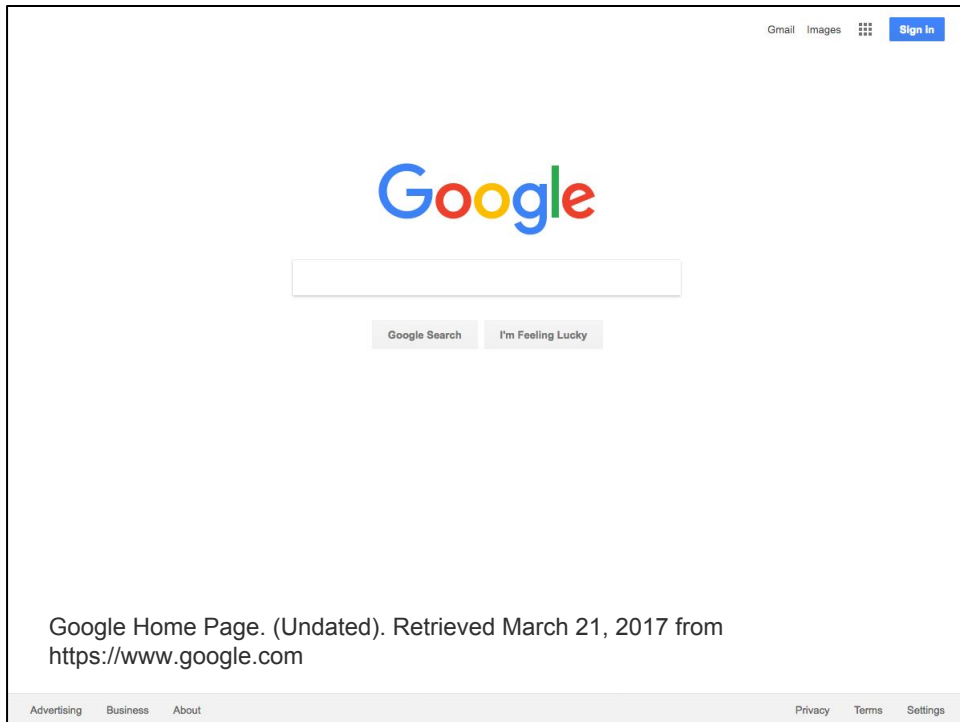 Gmail Images Sign In
Google
Google Search I'm Feeling Lucky
Google Home Page. (Undated). Retrieved March 21, 2017 from
https://www.google.com
Advertising Business About Privacy Terms Settings